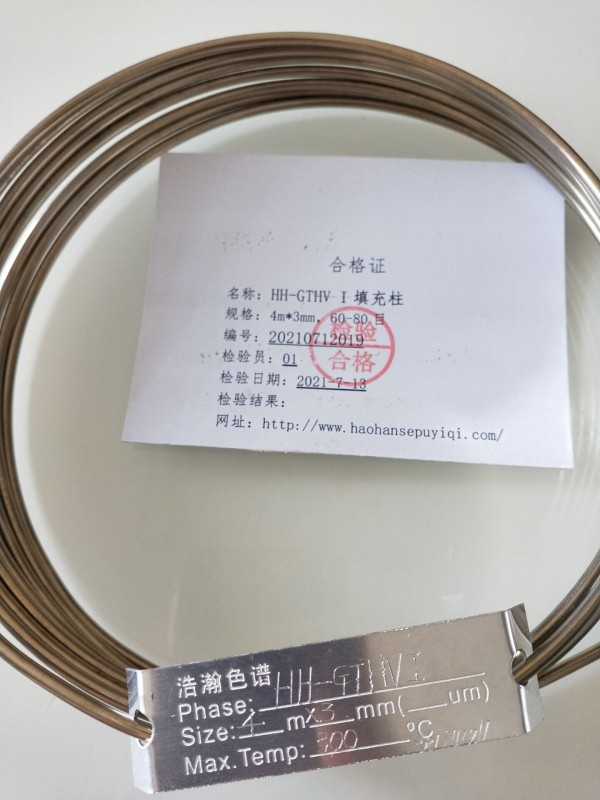 合格证
名称：HH-GTHV Ⅰ 填充柱
规格：4m*3mm, 60-80 目
编号：20210712019
检验员：01
检验日期：2021-7-13
检验结果：
网址：http://www.haohansepuyiqi.com/
检验
合格
浩瀚色谱
Phase: HH-GTHV I
Size: 4 m×3 mm( um)
Max.Temp: 300 ℃